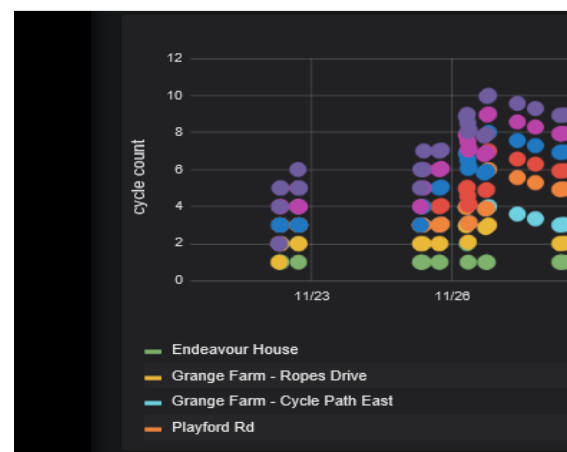 12
10
8
6
4
2
0
cycle count
11/23 11/26
Endeavour House
Grange Farm - Ropes Drive
Grange Farm - Cycle Path East
Playford Rd